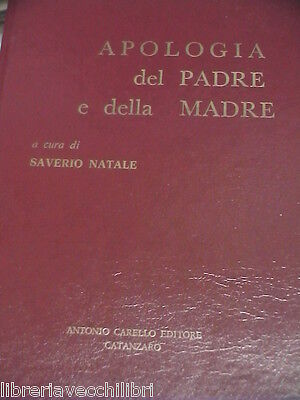 APOLOGIA
del PADRE
e della MADRE
a cura di
SAVERIO NATALE
ANTONIO CARELLO EDITORE
CATANZARO
libreriavecchilibri